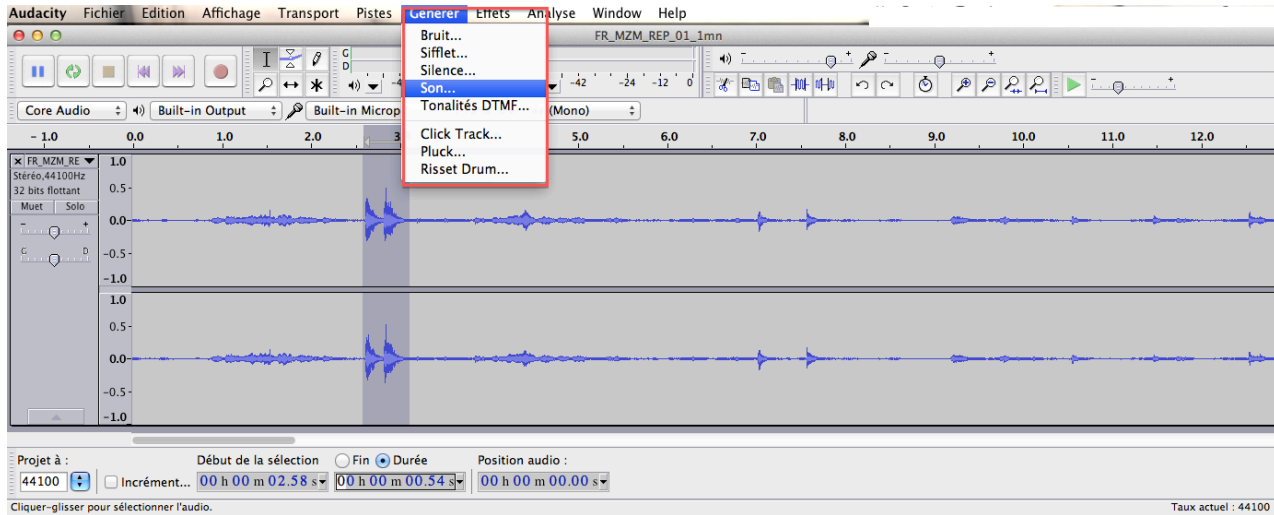 Audacity Fichier Edition Affichage Transport Pistes Générer Effets Analyse Window Help
FR_MZM_REP_01_1mn
Bruit...
Sifflet...
Silence...
Son...
Tonalités DTMF...
Click Track...
Pluck...
Risset Drum...
G
D
-42 -24 -12 0
Core Audio Built-in Output Built-in Microp (Mono)
- 1.0 0.0 1.0 2.0 3 5.0 6.0 7.0 8.0 9.0 10.0 11.0 12.0
FR_MZM_RE
Stéréo,44100Hz
32 bits flottant
Muet Solo
- +
G D
1.0
0.5-
0.0-
-0.5-
-1.0
1.0
0.5-
0.0-
-0.5-
-1.0
Projet à : Début de la sélection Fin Durée Position audio :
44100 Incrément... 00 h 00 m 02.58 s 00 h 00 m 00.54 s 00 h 00 m 00.00 s
Cliquer-glisser pour sélectionner l'audio. Taux actuel : 44100